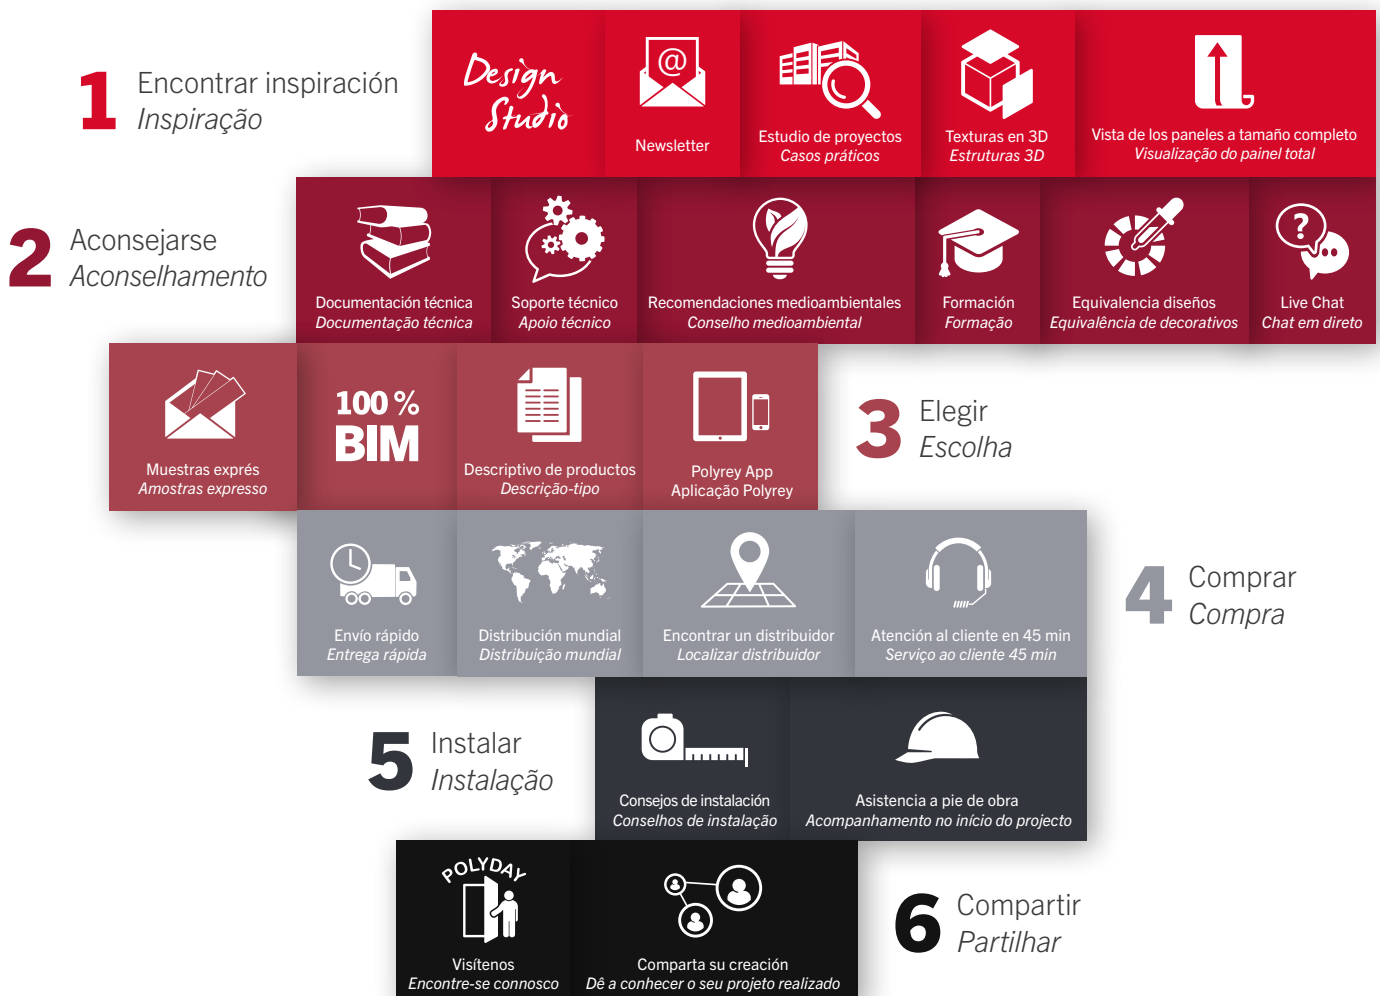 1
Encontrar inspiración
Inspiração
Design
Studio
@
Newsletter
Estudio de proyectos
Casos práticos
Texturas en 3D
Estruturas 3D
Vista de los paneles a tamaño completo
Visualização do painel total
2
Aconsejarse
Aconselhamento
Documentación técnica
Documentação técnica
Soporte técnico
Apoio técnico
Recomendaciones medioambientales
Conselho medioambiental
Formación
Formação
Equivalencia diseños
Equivalência de decorativos
?
Live Chat
Chat em direto
Muestras exprés
Amostras expresso
100 %
BIM
Descriptivo de productos
Descrição-tipo
Polyrey App
Aplicação Polyrey
3
Elegir
Escolha
Envío rápido
Entrega rápida
Distribución mundial
Distribuição mundial
Encontrar un distribuidor
Localizar distribuidor
Atención al cliente en 45 min
Serviço ao cliente 45 min
4
Comprar
Compra
5
Instalar
Instalação
Consejos de instalación
Conselhos de instalação
Asistencia a pie de obra
Acompanhamento no início do projecto
POLYDAY
Visítenos
Encontre-se connosco
Comparta su creación
Dê a conhecer o seu projeto realizado
6
Compartir
Partilhar